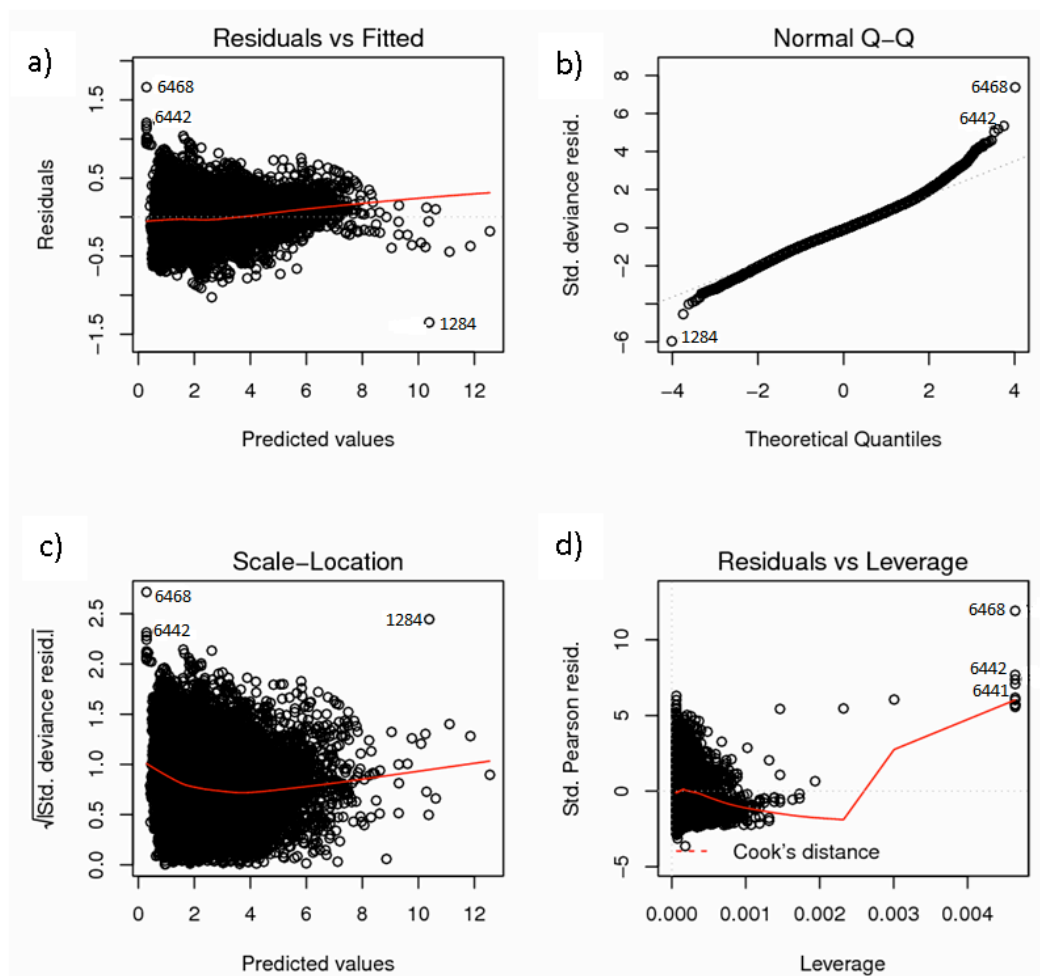 a)
Residuals vs Fitted
6468
6442
1284
Residuals
1.5
0.5
−0.5
−1.5
0 2 4 6 8 10 12
Predicted values
b)
Normal Q−Q
6468
6442
1284
Std. deviance resid.
8
6
4
2
0
−2
−4
−6
−4 −2 0 2 4
Theoretical Quantiles
c)
Scale−Location
6468
6442
1284
√|Std. deviance resid.|
2.5
2.0
1.5
1.0
0.5
0.0
0 2 4 6 8 10 12
Predicted values
d)
Residuals vs Leverage
6468
6442
6441
Std. Pearson resid.
10
5
0
−5
Cook's distance
0.000 0.001 0.002 0.003 0.004
Leverage